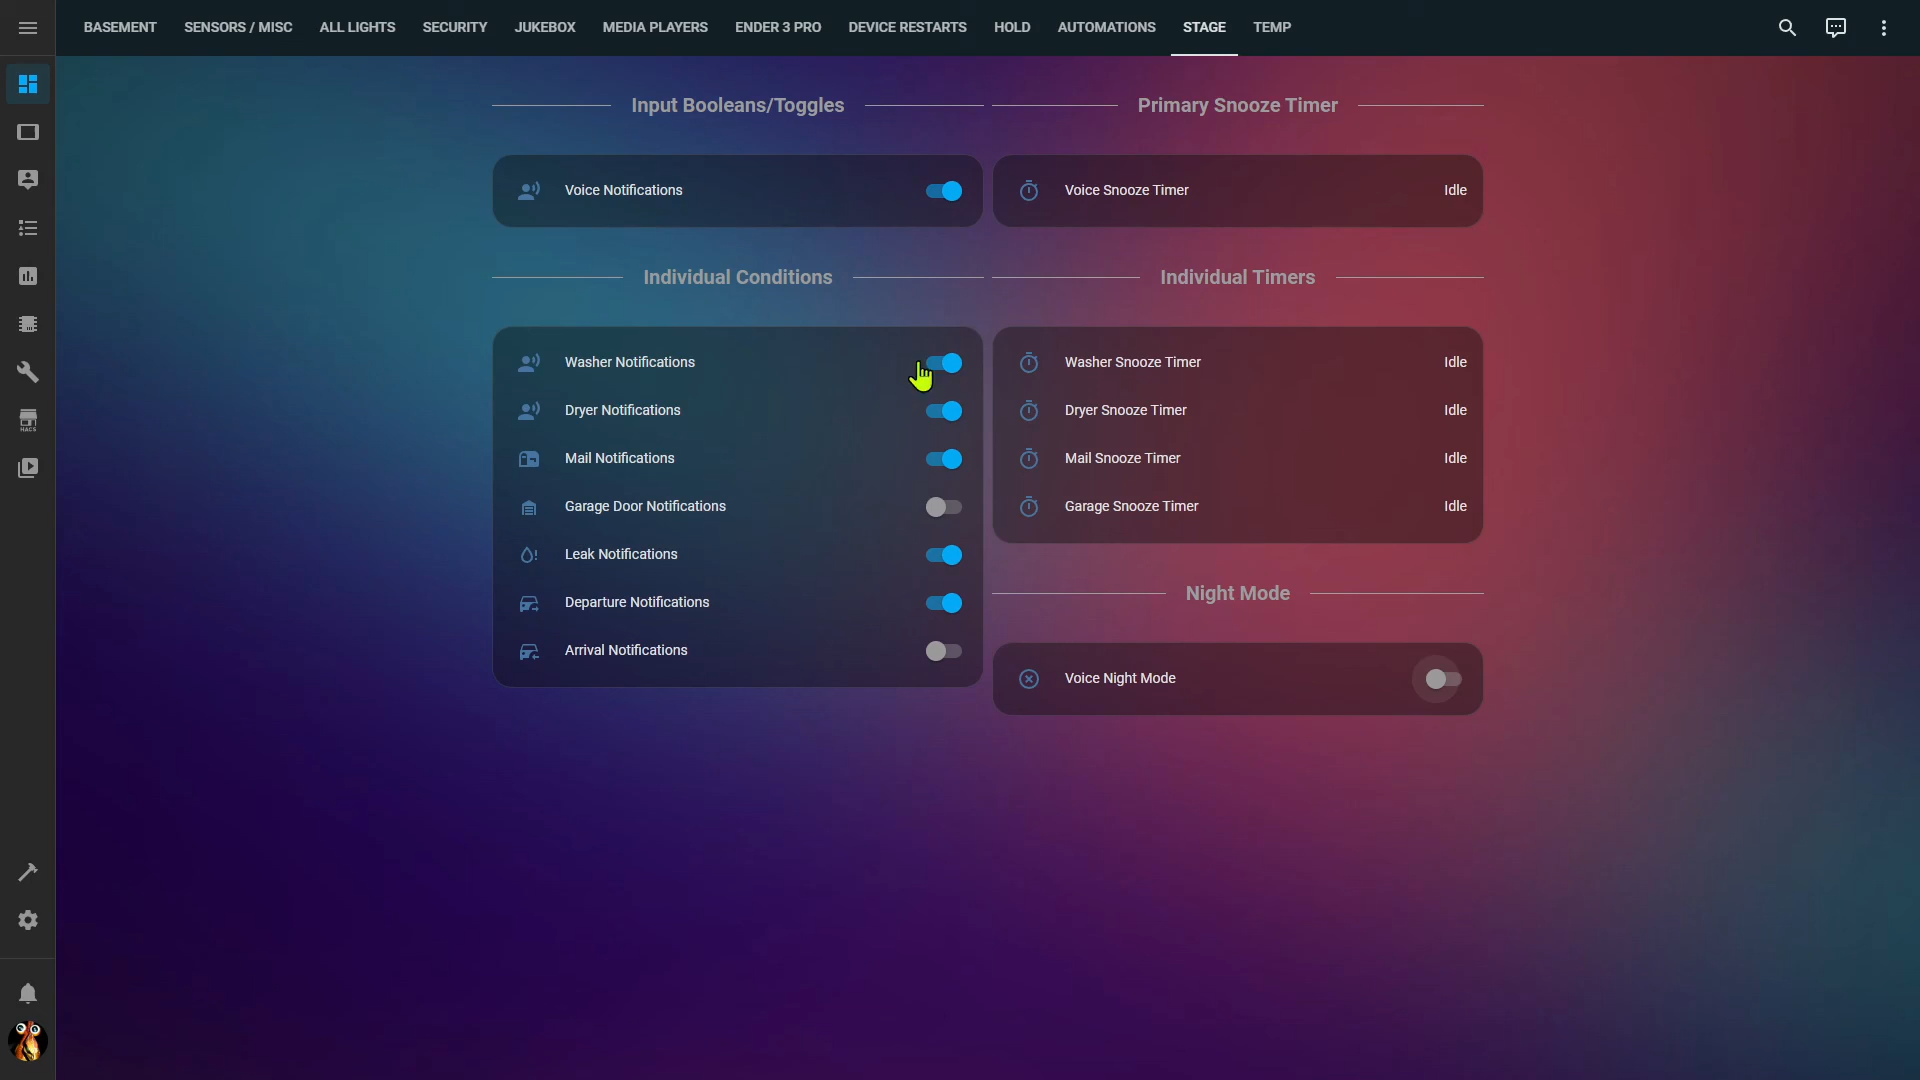 BASEMENT SENSORS / MISC ALL LIGHTS SECURITY JUKEBOX MEDIA PLAYERS ENDER 3 PRO DEVICE RESTARTS HOLD AUTOMATIONS STAGE TEMP
Input Booleans/Toggles
Voice Notifications
Individual Conditions
Washer Notifications
Dryer Notifications
Mail Notifications
Garage Door Notifications
Leak Notifications
Departure Notifications
Arrival Notifications
Primary Snooze Timer
Voice Snooze Timer Idle
Individual Timers
Washer Snooze Timer Idle
Dryer Snooze Timer Idle
Mail Snooze Timer Idle
Garage Snooze Timer Idle
Night Mode
Voice Night Mode
HACS